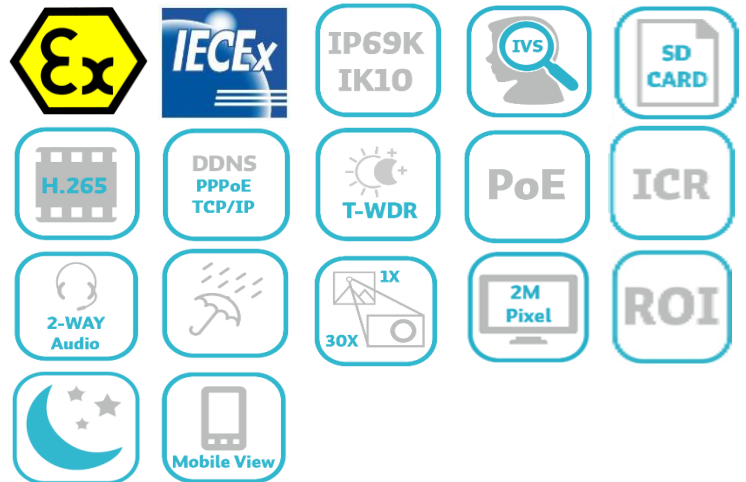 Ex
IECEx
IP69K
IK10
IVS
SD
CARD
H.265
DDNS
PPPoE
TCP/IP
T-WDR
PoE
ICR
2-WAY
Audio
1X
30X
2M
Pixel
ROI
Mobile View